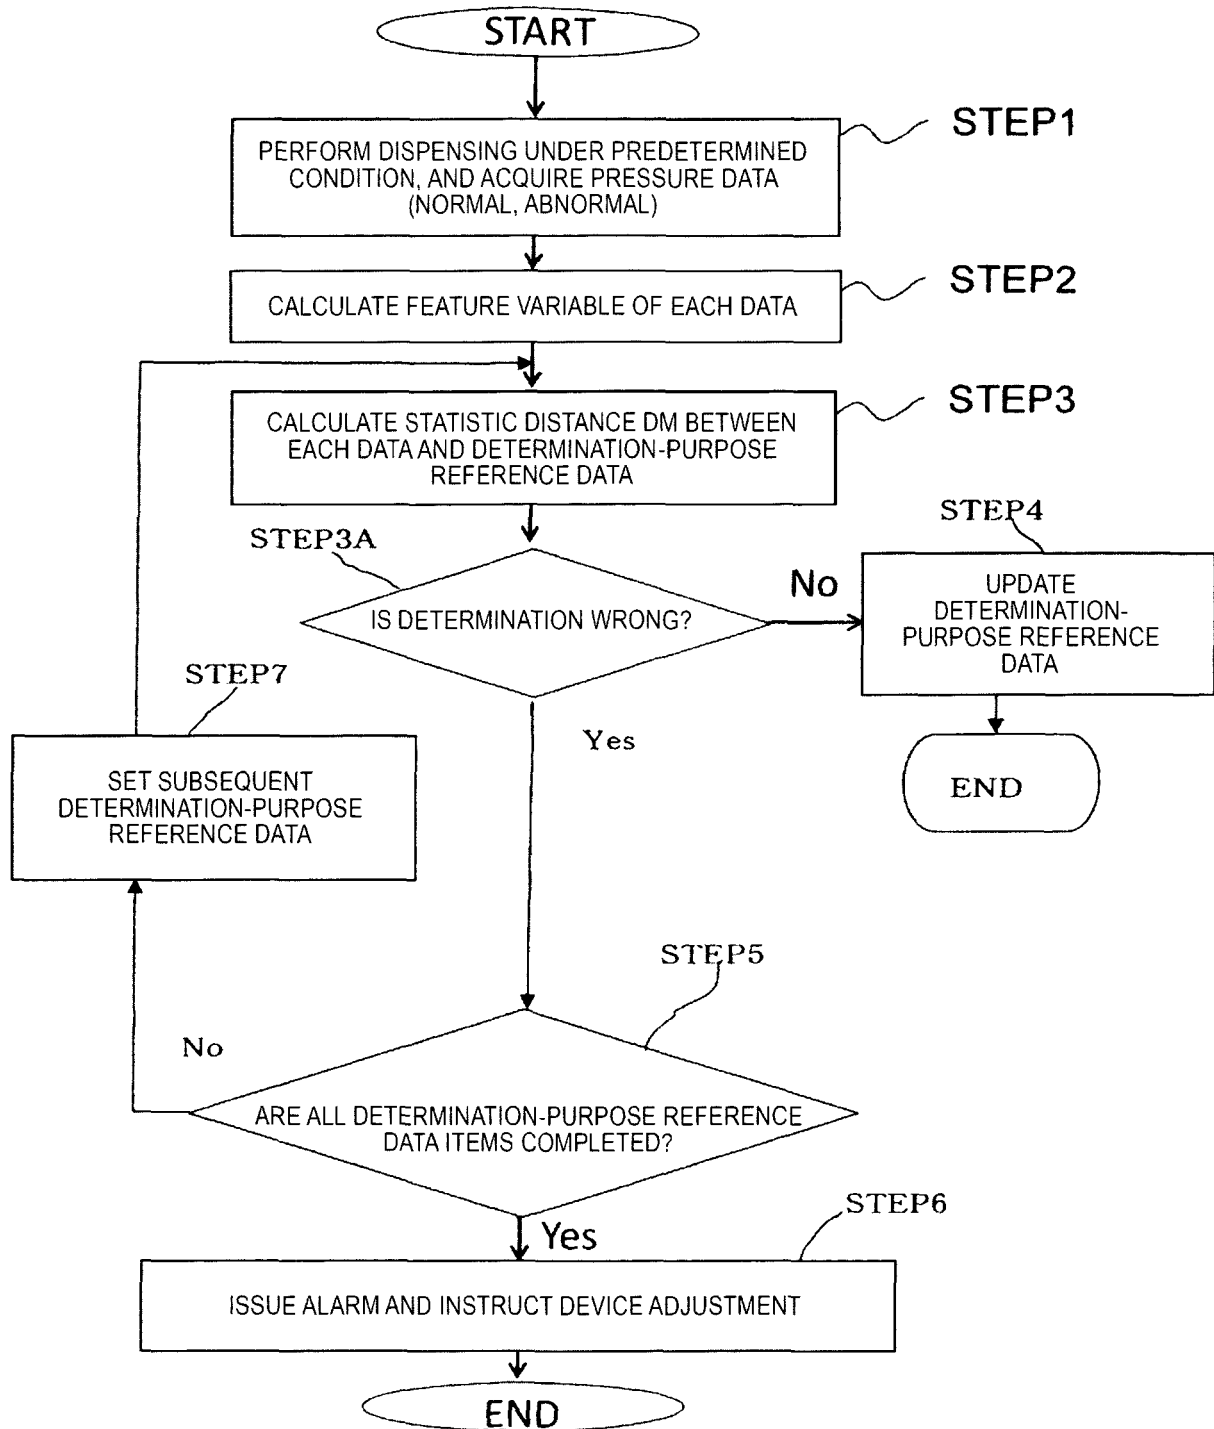 START
STEP1
PERFORM DISPENSING UNDER PREDETERMINED
CONDITION, AND ACQUIRE PRESSURE DATA
(NORMAL, ABNORMAL)
STEP2
CALCULATE FEATURE VARIABLE OF EACH DATA
STEP3
CALCULATE STATISTIC DISTANCE DM BETWEEN
EACH DATA AND DETERMINATION-PURPOSE
REFERENCE DATA
STEP3A
IS DETERMINATION WRONG?
No
STEP4
UPDATE
DETERMINATION-
PURPOSE REFERENCE
DATA
END
Yes
STEP7
SET SUBSEQUENT
DETERMINATION-PURPOSE
REFERENCE DATA
No
STEP5
ARE ALL DETERMINATION-PURPOSE REFERENCE
DATA ITEMS COMPLETED?
Yes
STEP6
ISSUE ALARM AND INSTRUCT DEVICE ADJUSTMENT
END